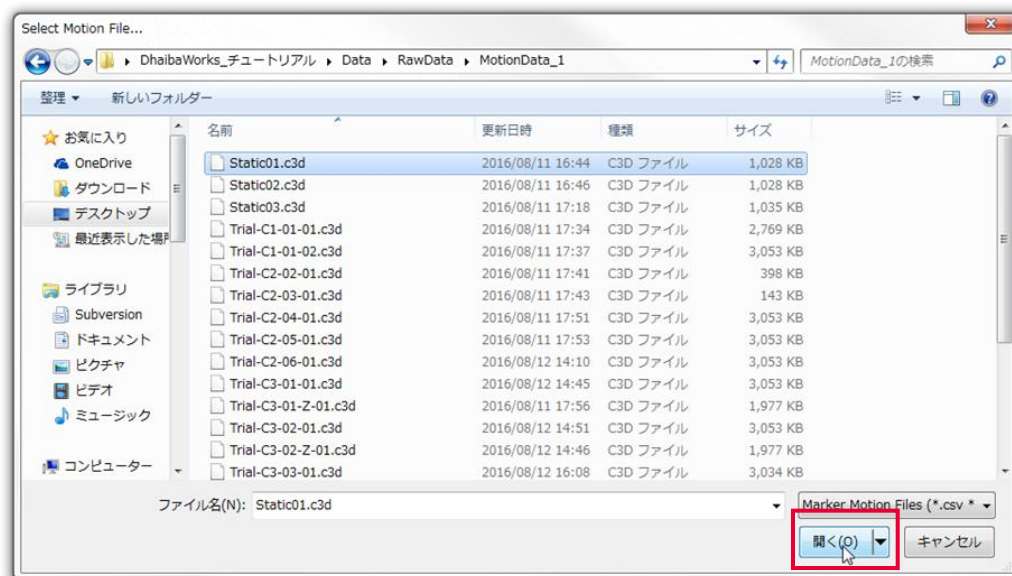 Select Motion File...
DhaibaWorks_チュートリアル Data RawData MotionData_1 MotionData_1の検索
整理 新しいフォルダー
お気に入り
OneDrive
ダウンロード
デスクトップ
最近表示した場所
ライブラリ
Subversion
ドキュメント
ピクチャ
ビデオ
ミュージック
コンピューター
名前 更新日時 種類 サイズ
Static01.c3d 2016/08/11 16:44 C3D ファイル 1,028 KB
Static02.c3d 2016/08/11 16:46 C3D ファイル 1,028 KB
Static03.c3d 2016/08/11 17:18 C3D ファイル 1,035 KB
Trial-C1-01-01.c3d 2016/08/11 17:34 C3D ファイル 2,769 KB
Trial-C1-01-02.c3d 2016/08/11 17:37 C3D ファイル 3,053 KB
Trial-C2-02-01.c3d 2016/08/11 17:41 C3D ファイル 398 KB
Trial-C2-03-01.c3d 2016/08/11 17:43 C3D ファイル 143 KB
Trial-C2-04-01.c3d 2016/08/11 17:51 C3D ファイル 3,053 KB
Trial-C2-05-01.c3d 2016/08/11 17:53 C3D ファイル 3,053 KB
Trial-C2-06-01.c3d 2016/08/12 14:10 C3D ファイル 3,053 KB
Trial-C3-01-01.c3d 2016/08/12 14:45 C3D ファイル 3,053 KB
Trial-C3-01-Z-01.c3d 2016/08/11 17:56 C3D ファイル 1,977 KB
Trial-C3-02-01.c3d 2016/08/12 14:51 C3D ファイル 3,053 KB
Trial-C3-02-Z-01.c3d 2016/08/12 14:46 C3D ファイル 1,977 KB
Trial-C3-03-01.c3d 2016/08/12 16:08 C3D ファイル 3,034 KB
ファイル名(N): Static01.c3d Marker Motion Files (*.csv *
開く(O) キャンセル